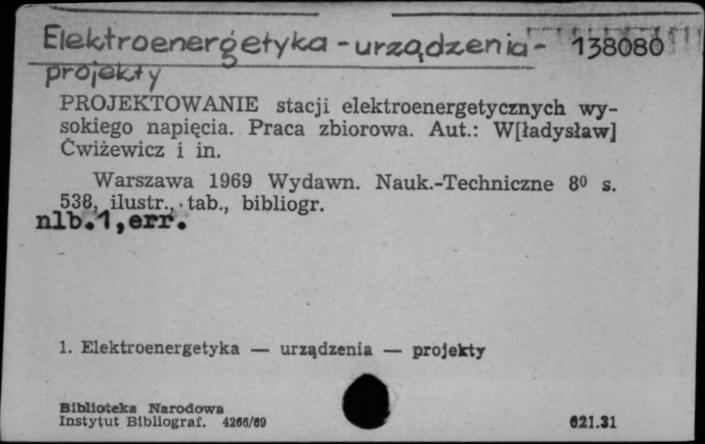 Elektroenergetyka - urządzenia - 138080
projekty
PROJEKTOWANIE stacji elektroenergetycznych wy-
sokiego napięcia. Praca zbiorowa. Aut.: W[ładysław]
Ćwiżewicz i in.
Warszawa 1969 Wydawn. Nauk.-Techniczne 8⁰ s.
538, ilustr., tab., bibliogr.
nlb.1,err.
1. Elektroenergetyka — urządzenia — projekty
Biblioteka Narodowa
Instytut Bibliograf. 4266/69 621.31